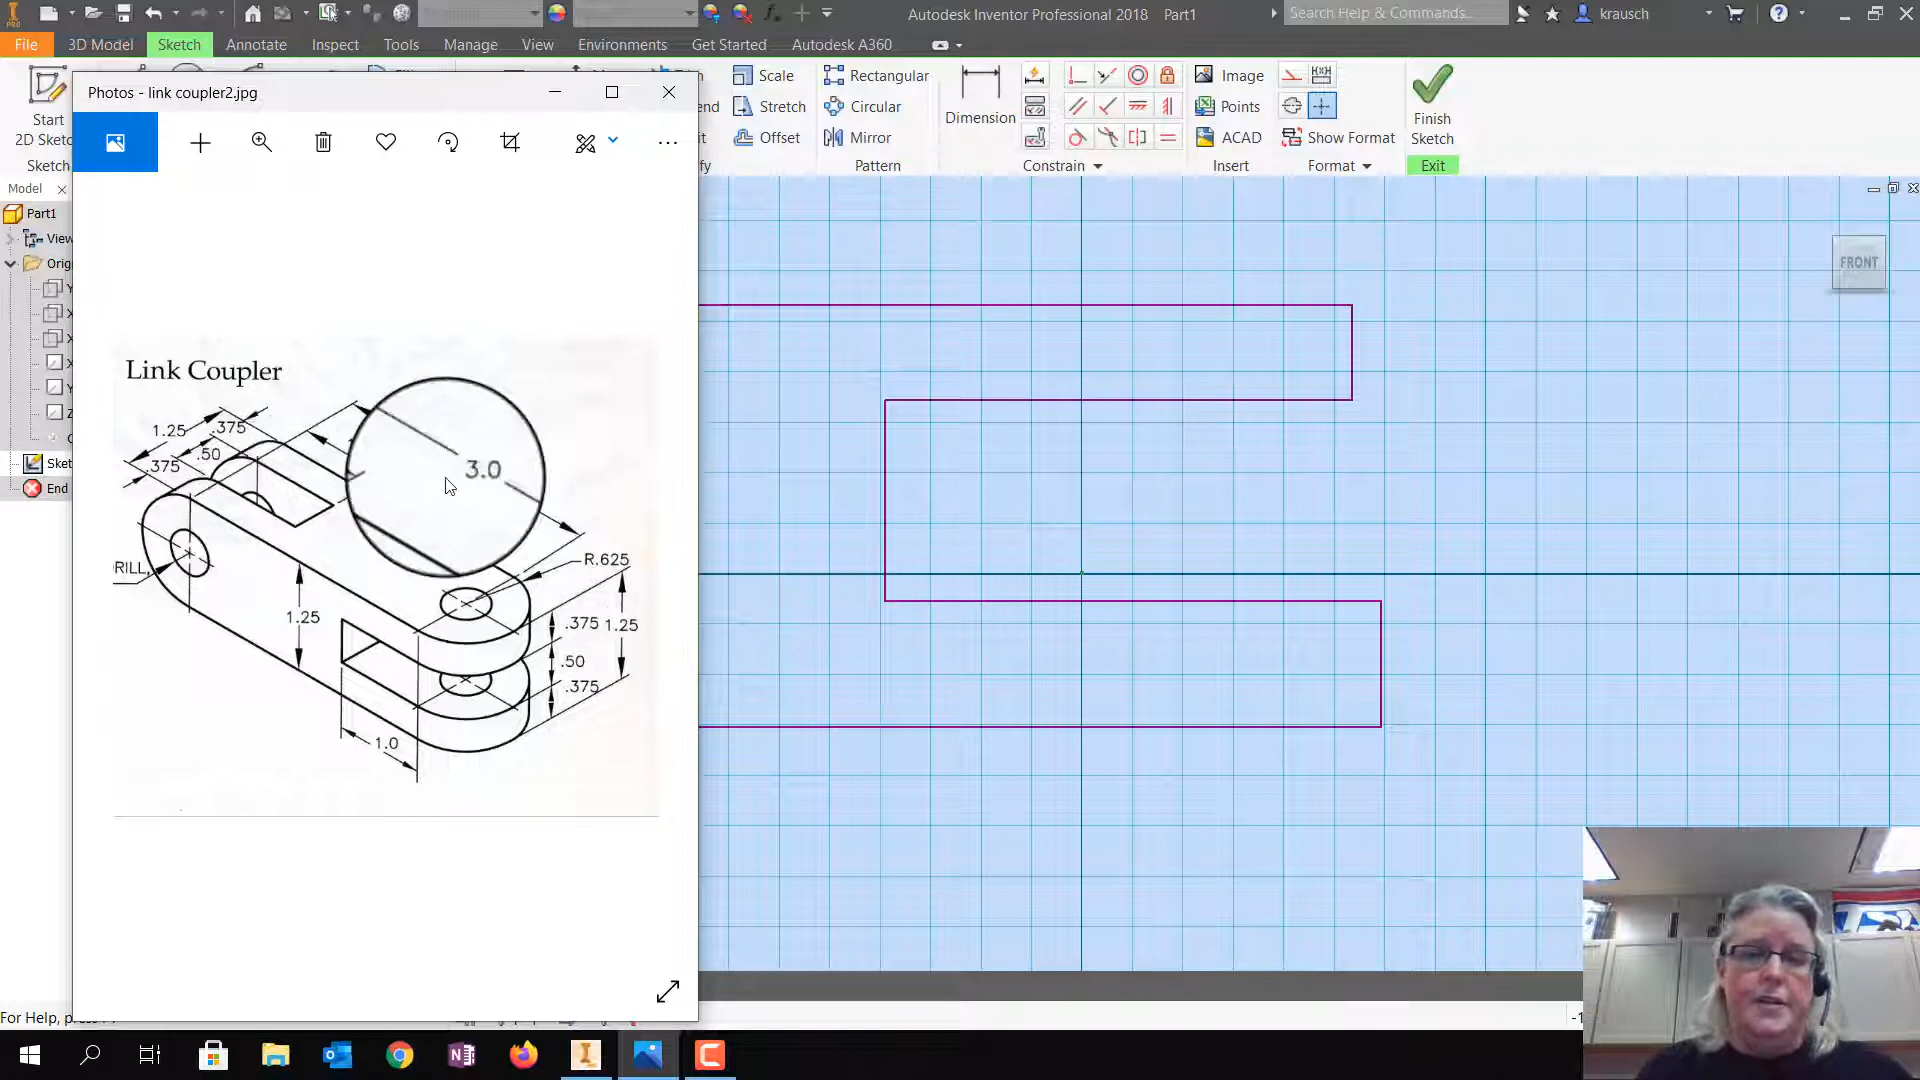 Autodesk Inventor Professional 2018 Part1
Search Help & Commands...
krausch
File 3D Model Sketch Annotate Inspect Tools Manage View Environments Get Started Autodesk A360
Start
2D Sketch
Sketch
Scale
Stretch
Offset
Rectangular
Circular
Mirror
Pattern
Dimension
Constrain
Image
Points
ACAD
Insert
Show Format
Format
Finish
Sketch
Exit
Photos - link coupler2.jpg
Model
Part1
View
Orig
Sket
End
FRONT
Link Coupler
1.25
.375
.50
.375
3.0
R.625
RILL,
1.25
.375
1.25
.50
.375
1.0
For Help, p
-1